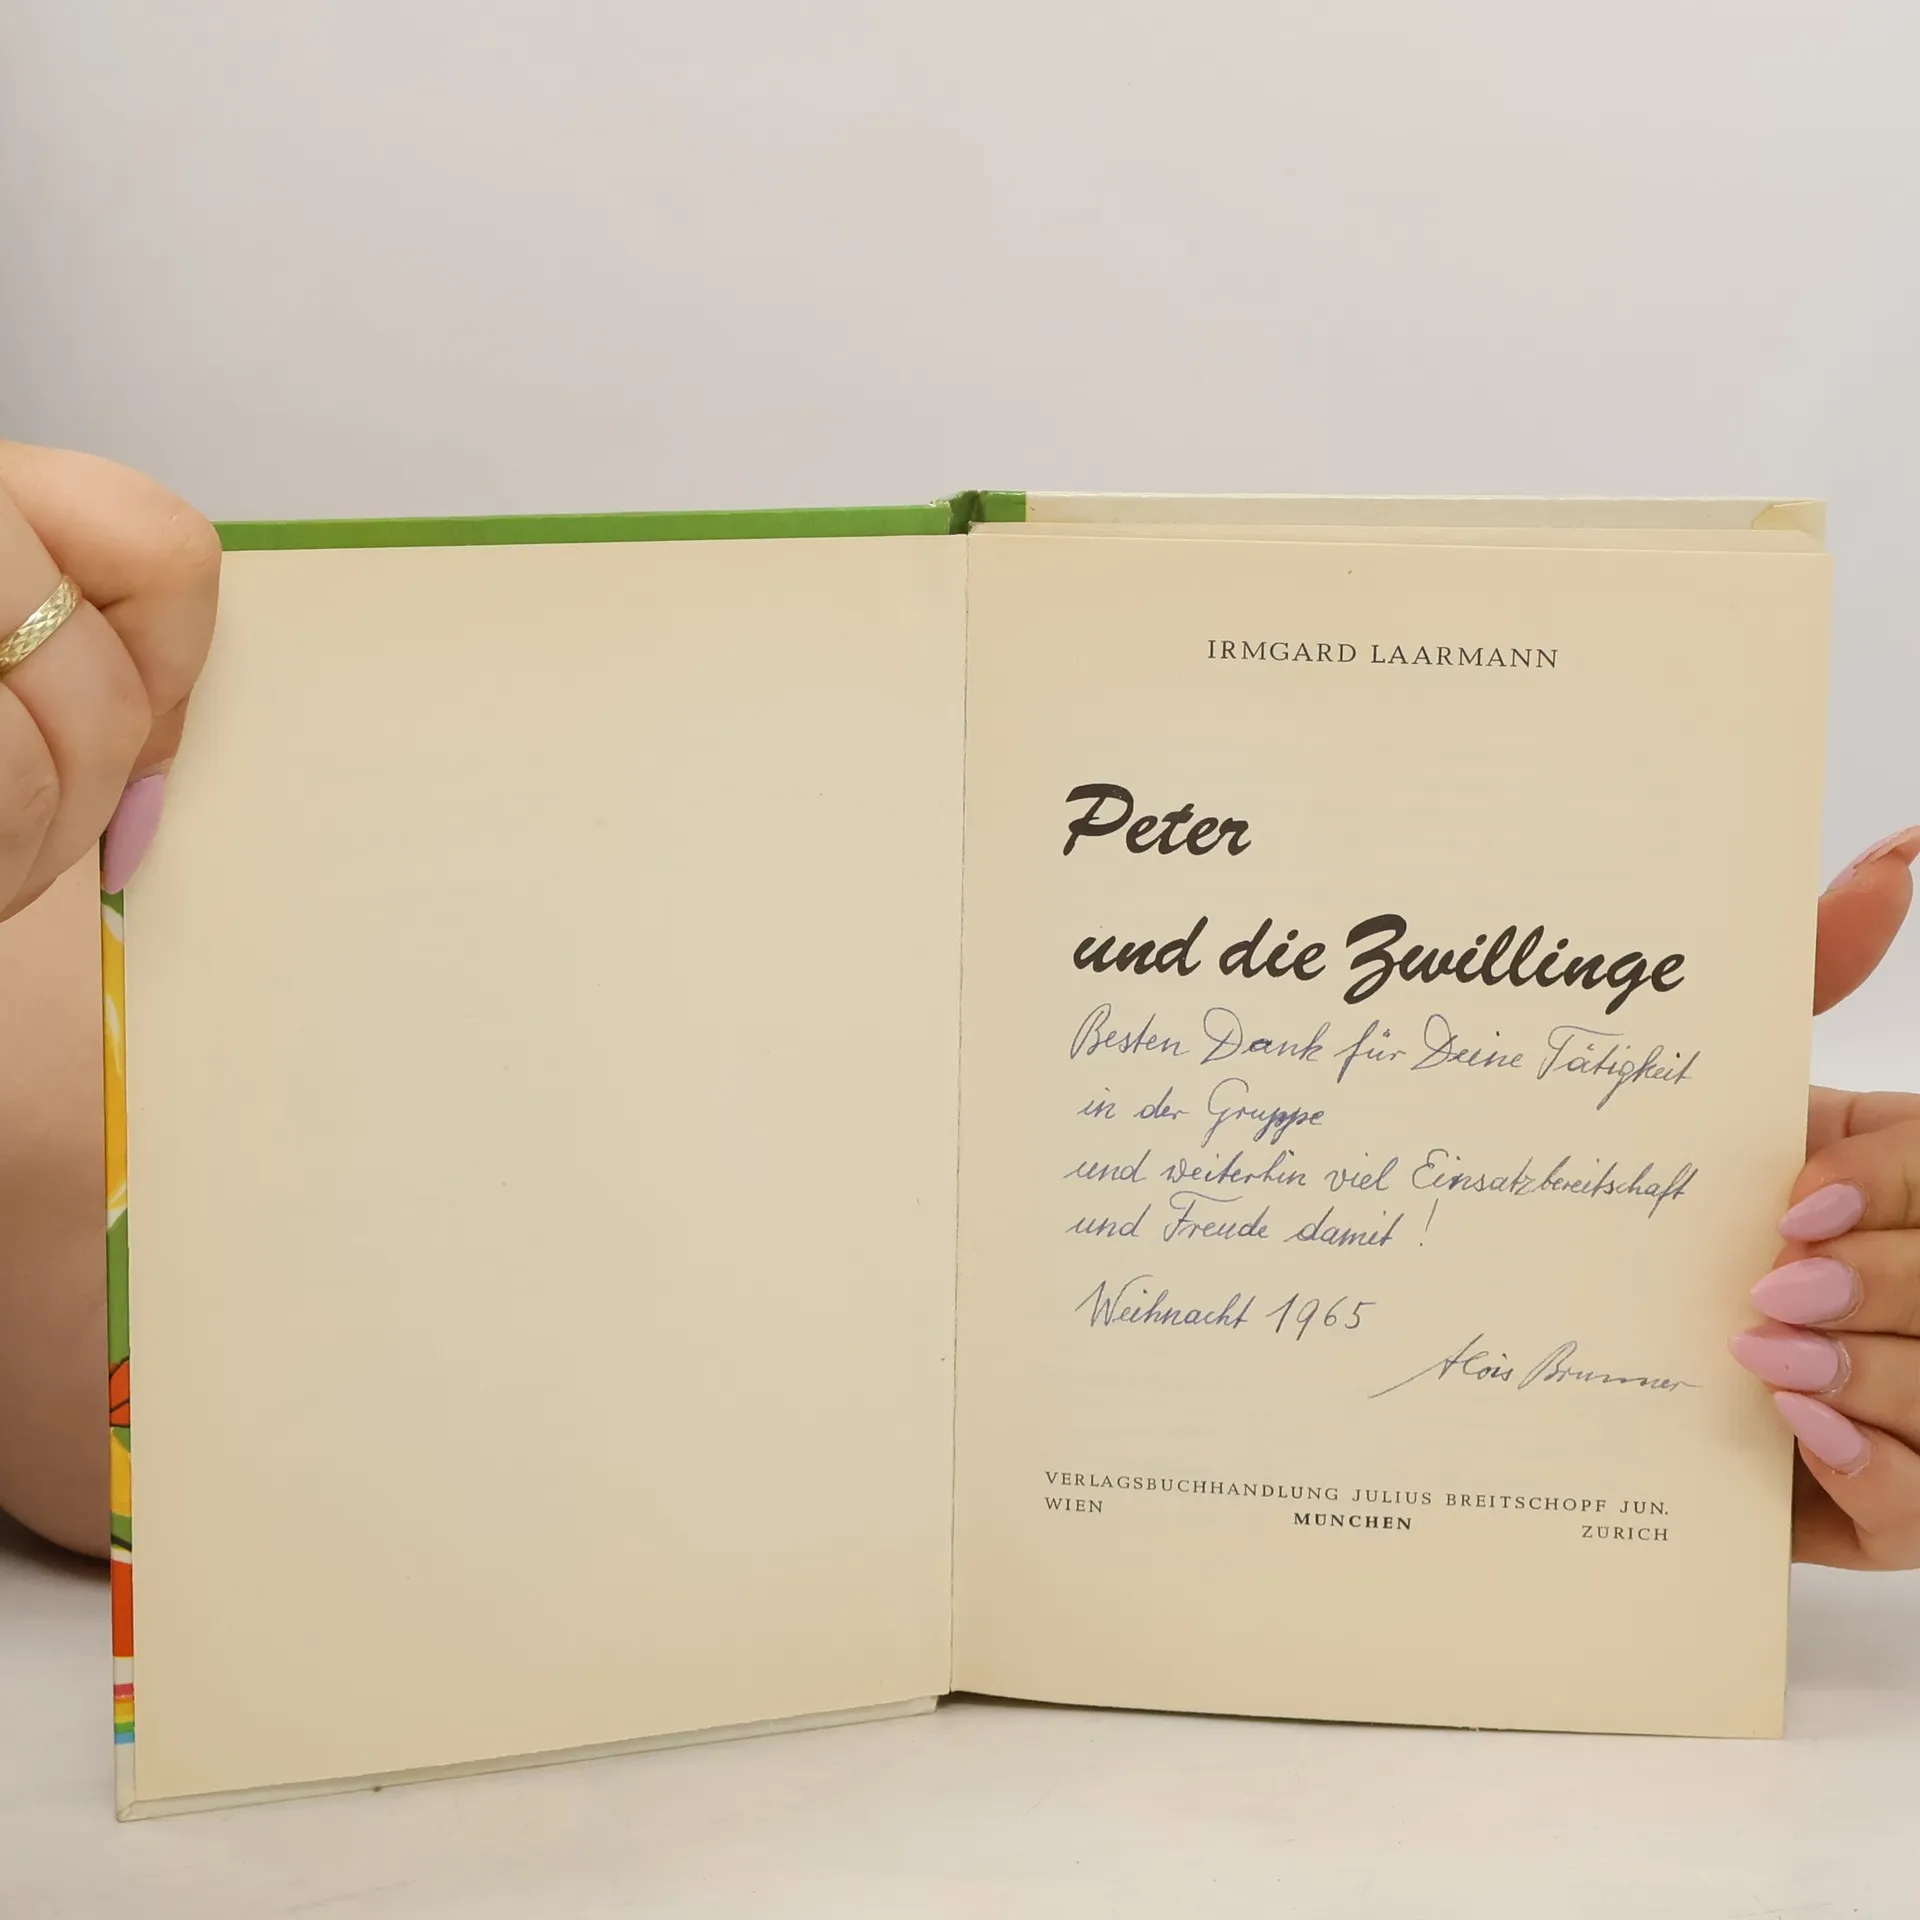 IRMGARD LAARMANN
Peter
und die Zwillinge
Besten Dank für Deine Tätigkeit
in der Gruppe
und weiterhin viel Einsatzbereitschaft
und Freude damit!
Weihnacht 1965
Alois Brunner
VERLAGSBUCHHANDLUNG JULIUS BREITSCHOPF JUN.
WIEN MÜNCHEN ZÜRICH